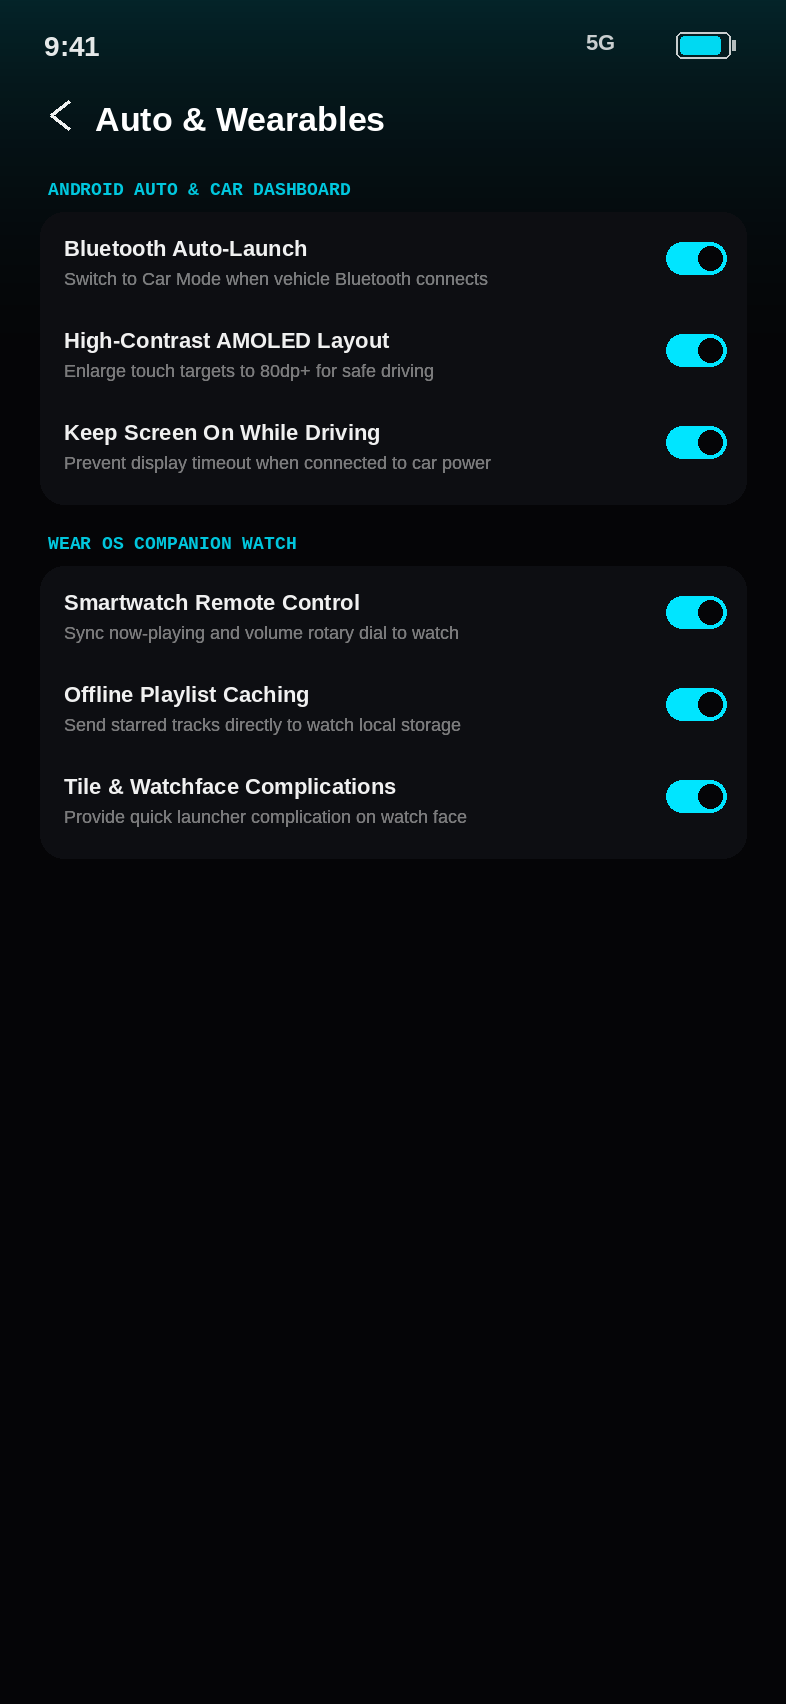 9:41
5G
Auto & Wearables
ANDROID AUTO & CAR DASHBOARD
Bluetooth Auto-Launch
Switch to Car Mode when vehicle Bluetooth connects
High-Contrast AMOLED Layout
Enlarge touch targets to 80dp+ for safe driving
Keep Screen On While Driving
Prevent display timeout when connected to car power
WEAR OS COMPANION WATCH
Smartwatch Remote Control
Sync now-playing and volume rotary dial to watch
Offline Playlist Caching
Send starred tracks directly to watch local storage
Tile & Watchface Complications
Provide quick launcher complication on watch face